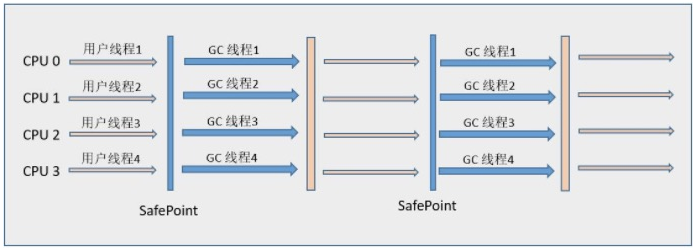 CPU 0 用户线程1 GC 线程1 GC 线程1
CPU 1 用户线程2 GC 线程2 GC 线程2
CPU 2 用户线程3 GC 线程3 GC 线程3
CPU 3 用户线程4 GC 线程4 GC 线程4
SafePoint SafePoint